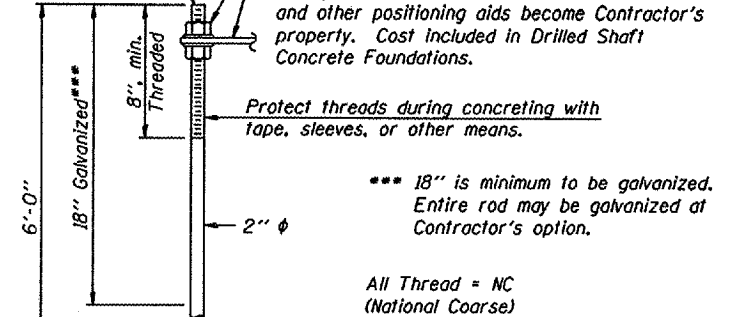 and other positioning aids become Contractor's
property. Cost included in Drilled Shaft
Concrete Foundations.
8", min.
Threaded
18" Galvanized***
6'-0"
Protect threads during concreting with
tape, sleeves, or other means.
*** 18" is minimum to be galvanized.
Entire rod may be galvanized at
Contractor's option.
2" ϕ
All Thread = NC
(National Coarse)